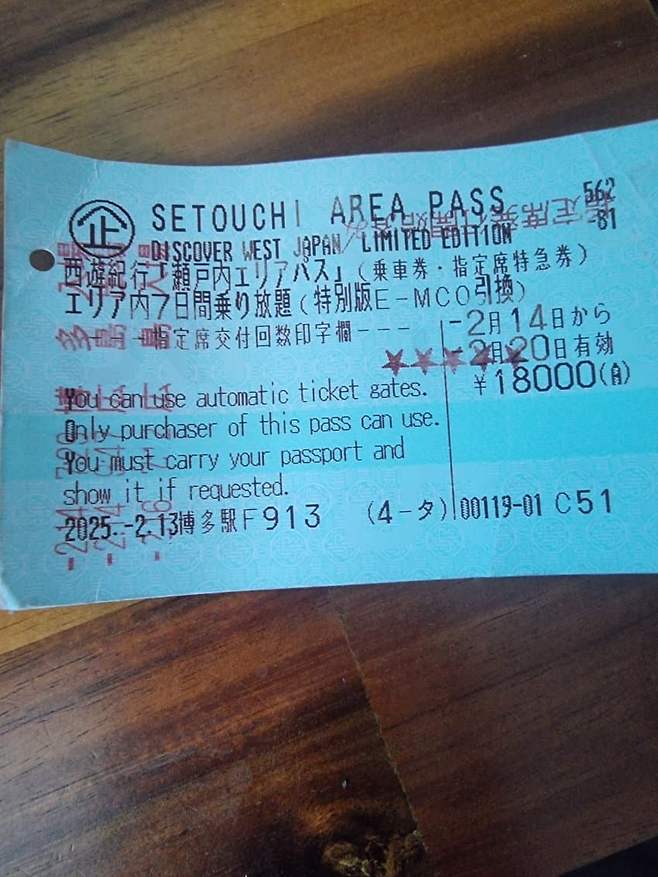 企 SETOUCHI AREA PASS 562
DISCOVER WEST JAPAN/ LIMITED EDITION -81
西遊紀行「瀬戸内エリアパス」(乗車券・指定席特急券)
エリア内7日間乗り放題(特別版E-MCO引換)
指定席交付回数印字欄--- -2月14日から
★★★★★
-2月20日有効
¥18000(自)
You can use automatic ticket gates.
Only purchaser of this pass can use.
You must carry your passport and
show it if requested.
2025.-2.13博多駅F913 (4-タ) 00119-01 C51